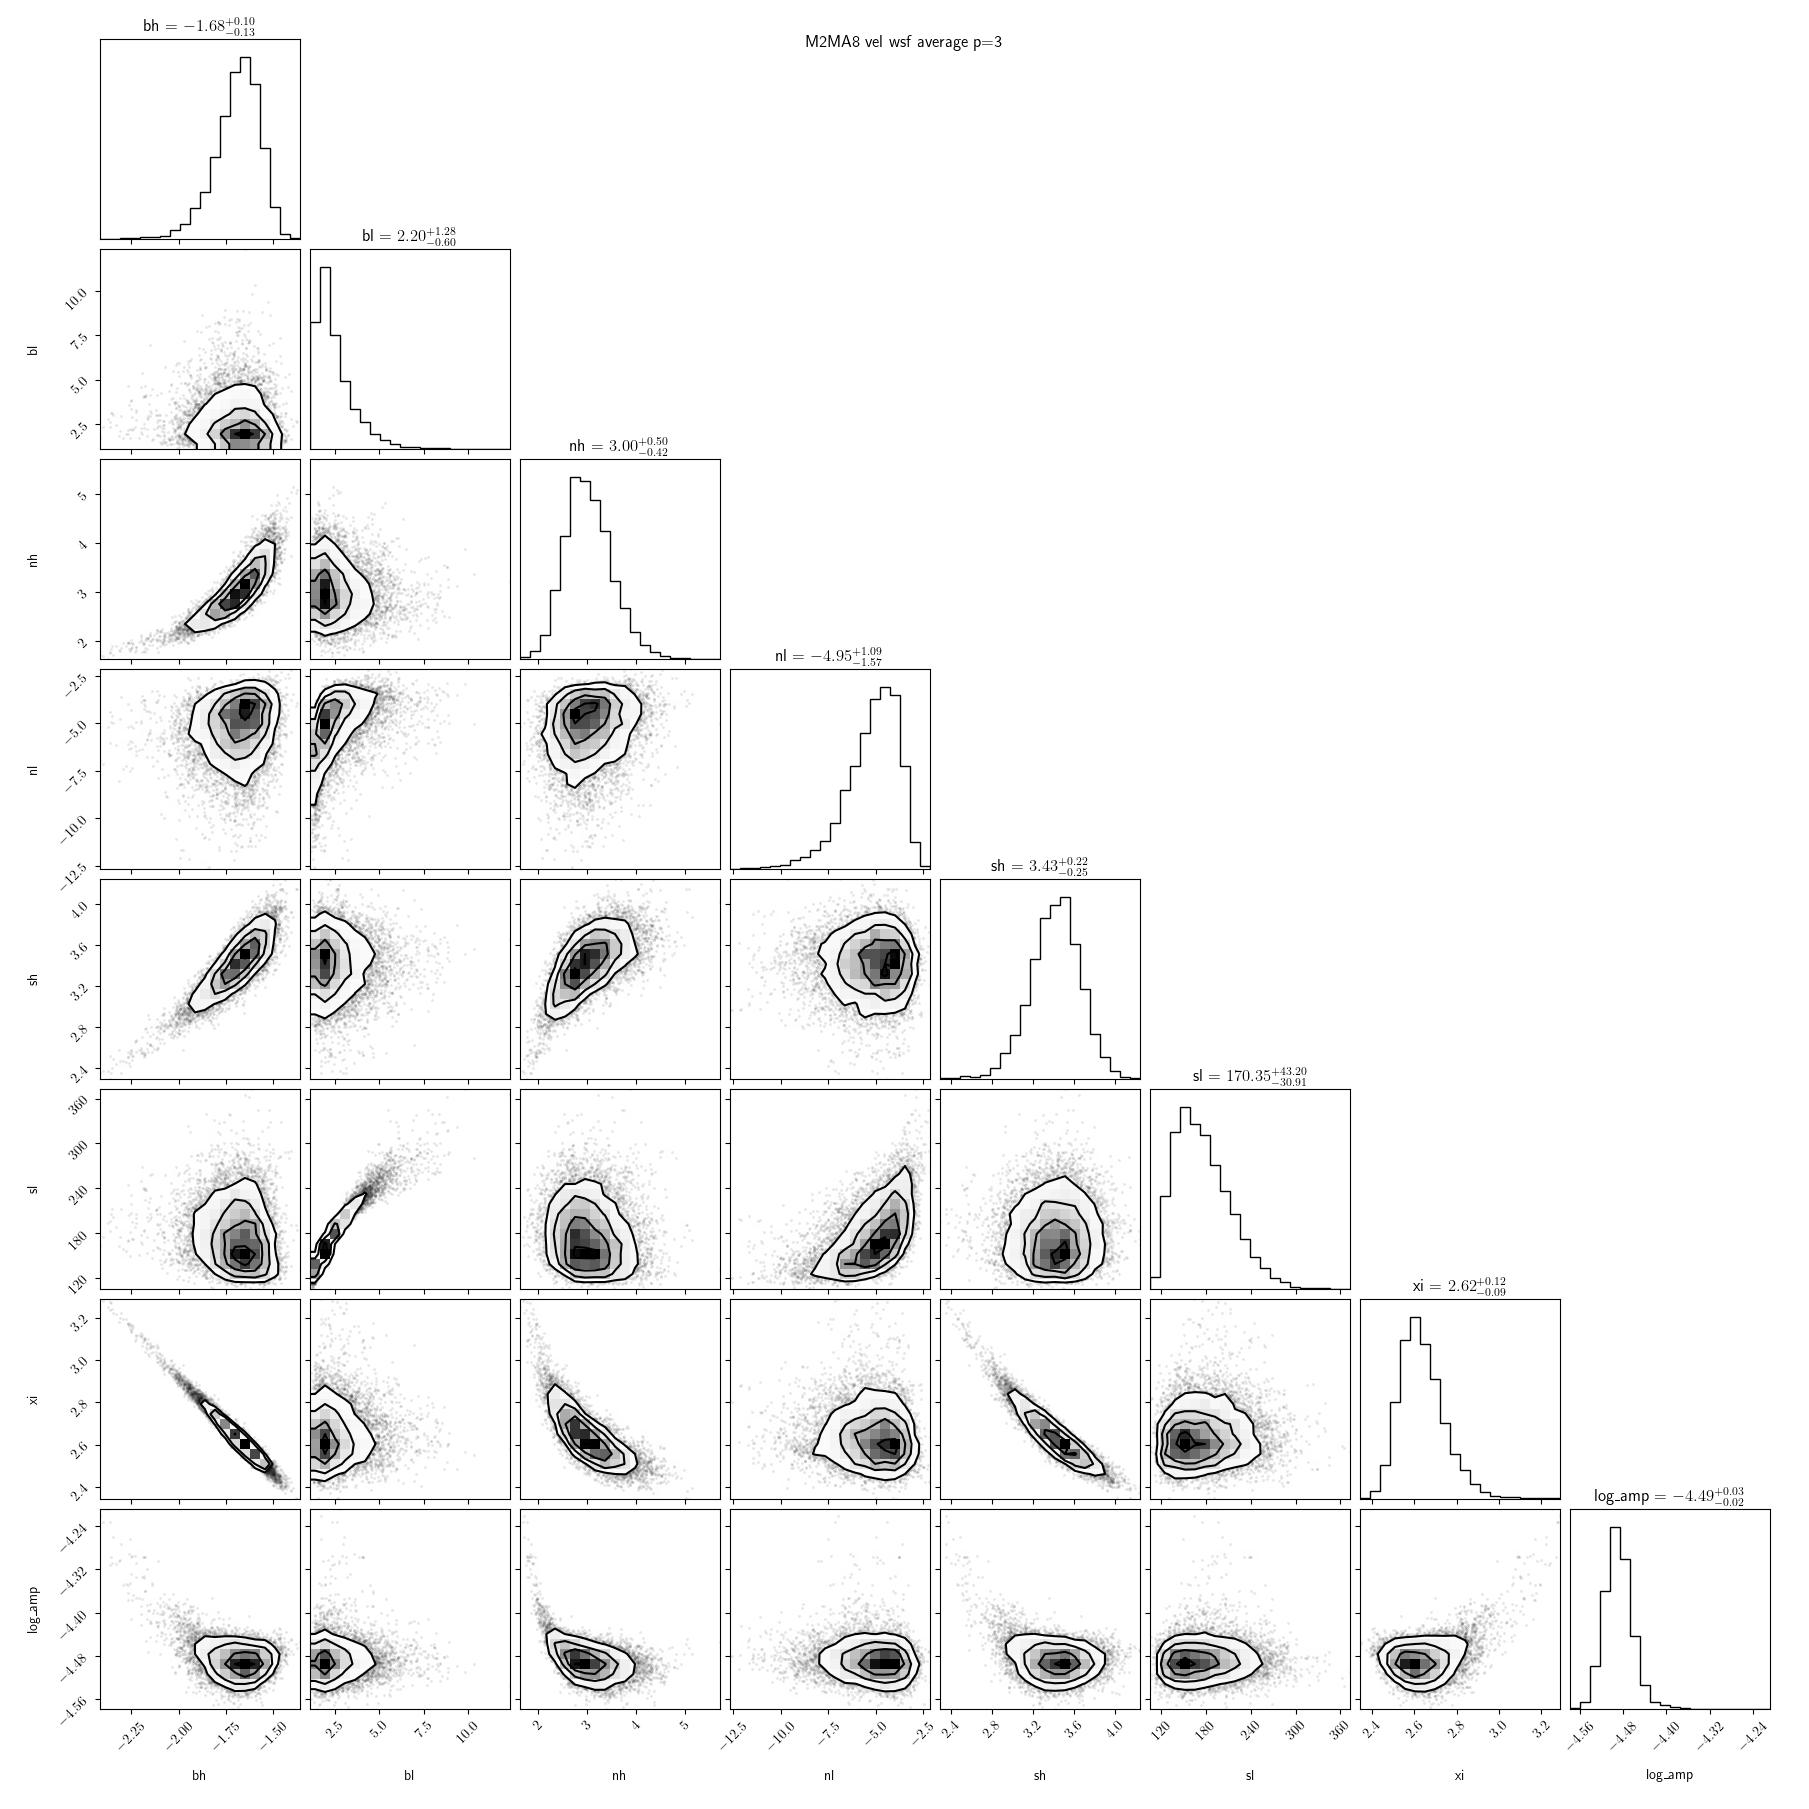 bh = −1.68+0.10−0.13
M2MA8 vel wsf average p=3
bl = 2.20+1.28−0.60
10.0
7.5
5.0
2.5
bl
nh = 3.00+0.50−0.42
5
4
3
2
nh
nl = −4.95+1.09−1.57
−2.5
−5.0
−7.5
−10.0
−12.5
nl
sh = 3.43+0.22−0.25
4.0
3.6
3.2
2.8
2.4
sh
sl = 170.35+43.20−30.91
360
300
240
180
120
sl
xi = 2.62+0.12−0.09
3.2
3.0
2.8
2.6
2.4
xi
log_amp = −4.49+0.03−0.02
−4.24
−4.32
−4.40
−4.48
−4.56
log_amp
−2.25 −2.00 −1.75 −1.50
2.5 5.0 7.5 10.0
2 3 4 5
−12.5 −10.0 −7.5 −5.0 −2.5
2.4 2.8 3.2 3.6 4.0
120 180 240 300 360
2.4 2.6 2.8 3.0 3.2
−4.56 −4.48 −4.40 −4.32 −4.24
bh bl nh nl sh sl xi log_amp